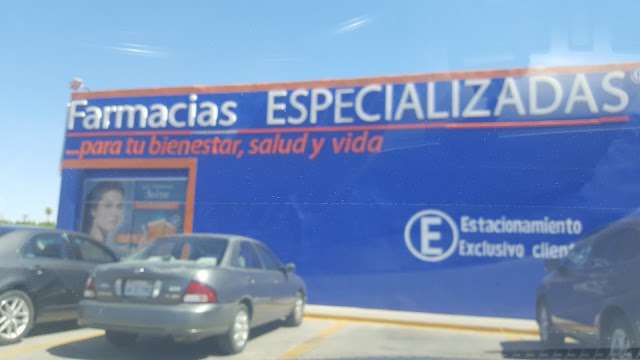 Farmacias ESPECIALIZADAS
...para tu bienestar, salud y vida
E
Estacionamiento
Exclusivo